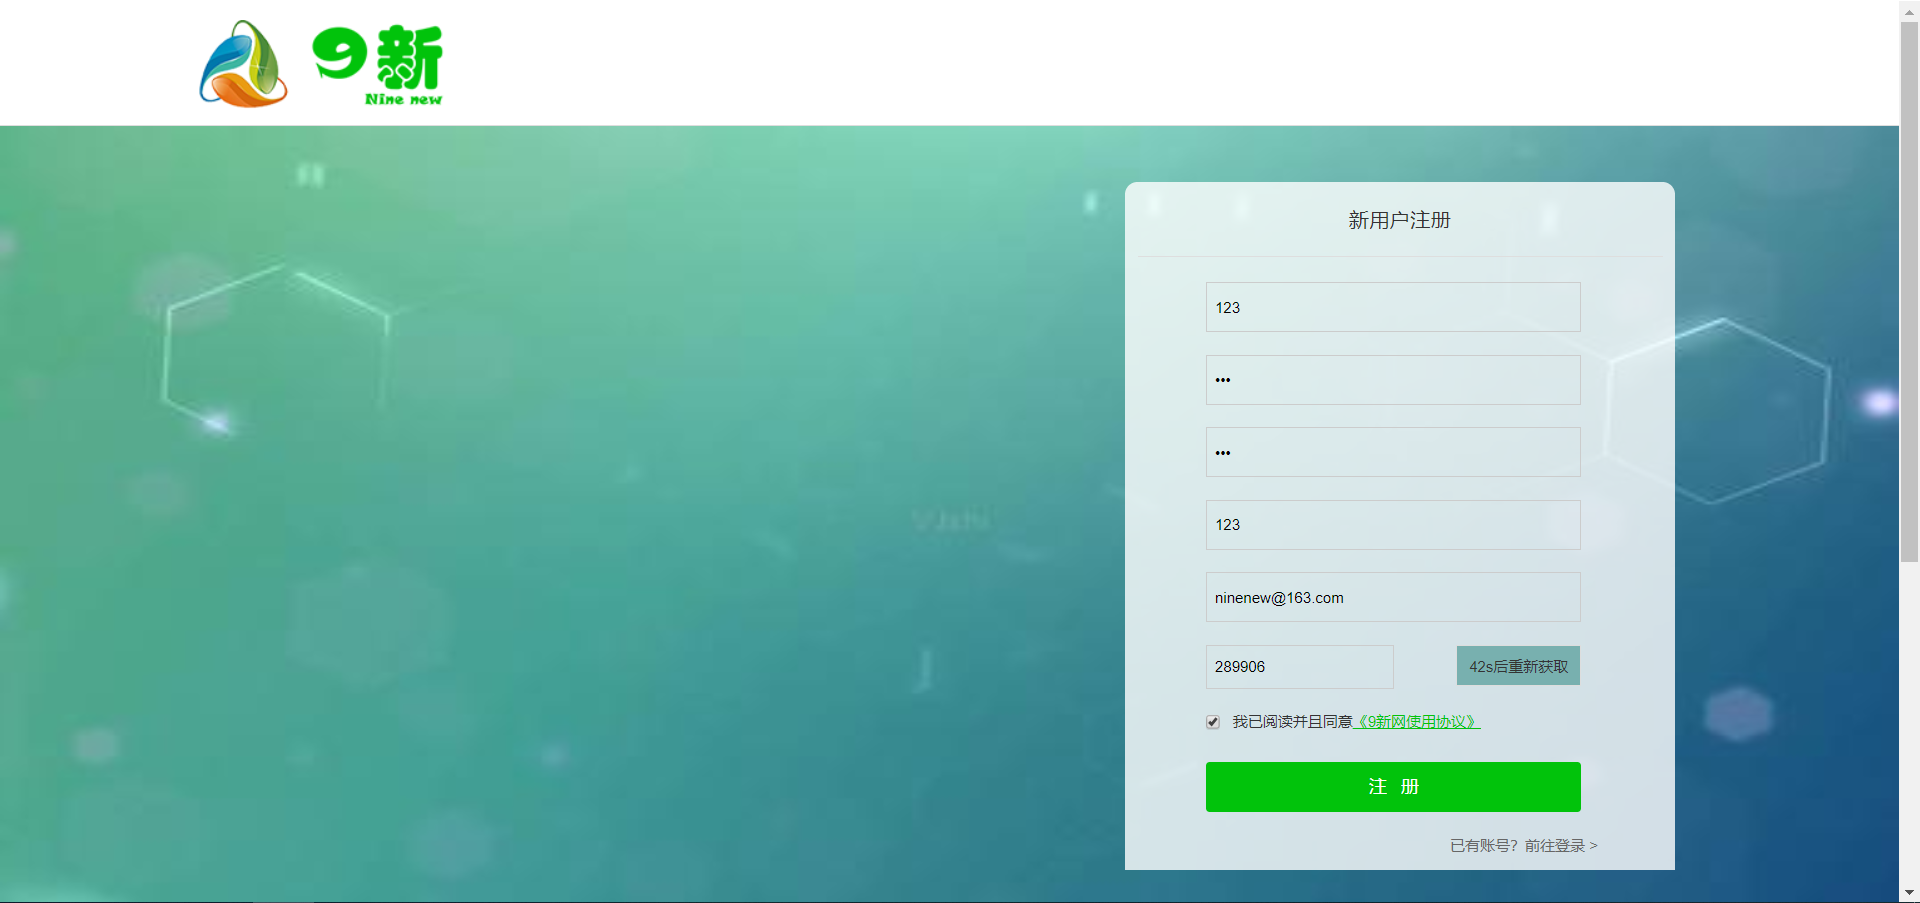 9新
Nine new
新用户注册
123
•••
•••
123
ninenew@163.com
289906
42s后重新获取
我已阅读并且同意《9新网使用协议》
注 册
已有账号？前往登录 >